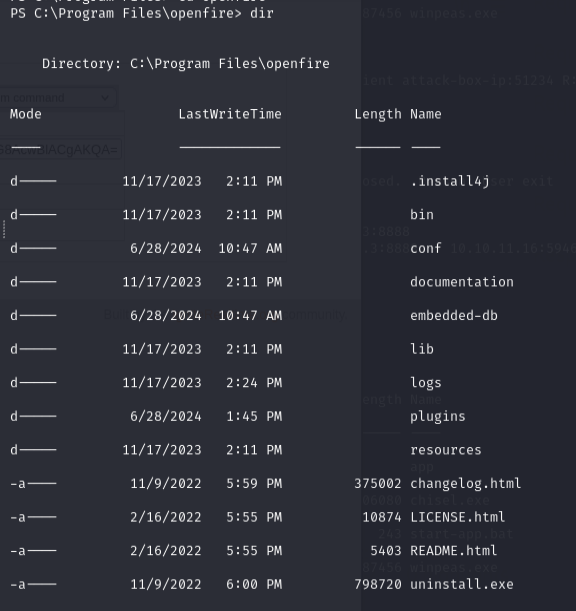 PS C:\Program Files\openfire> dir
Directory: C:\Program Files\openfire
Mode LastWriteTime Length Name
d----- 11/17/2023 2:11 PM .install4j
d----- 11/17/2023 2:11 PM bin
d----- 6/28/2024 10:47 AM conf
d----- 11/17/2023 2:11 PM documentation
d----- 6/28/2024 10:47 AM embedded-db
d----- 11/17/2023 2:11 PM lib
d----- 11/17/2023 2:24 PM logs
d----- 6/28/2024 1:45 PM plugins
d----- 11/17/2023 2:11 PM resources
-a---- 11/9/2022 5:59 PM 375002 changelog.html
-a---- 2/16/2022 5:55 PM 10874 LICENSE.html
-a---- 2/16/2022 5:55 PM 5403 README.html
-a---- 11/9/2022 6:00 PM 798720 uninstall.exe